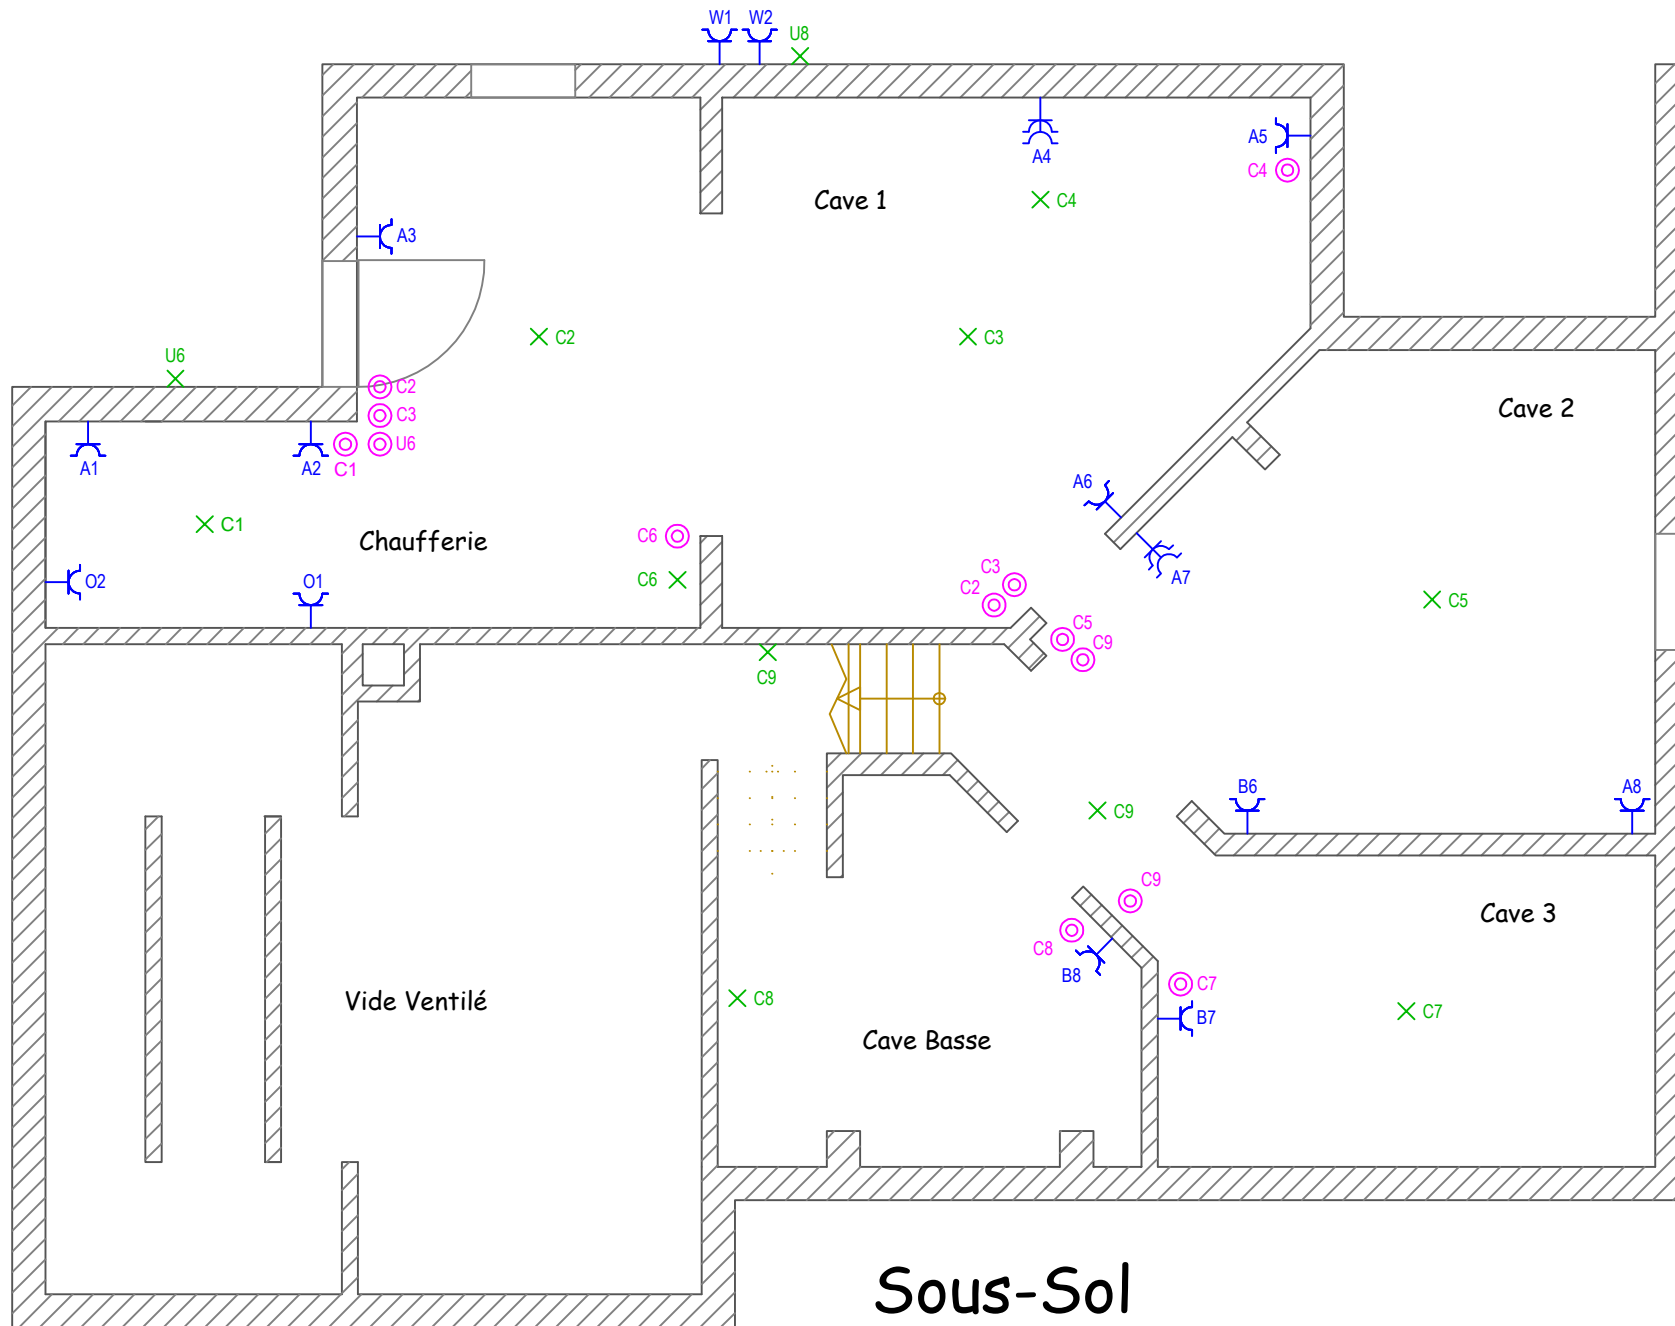 W1 W2
U8
A5
A4
C4
Cave 1
C4
A3
C2
C3
U6
C2
C3
U6
Cave 2
A1
A2
C1
A6
C1
Chaufferie
C6
C3
A7
O2
O1
C6
C2
C5
C5
C9
C9
B6
A8
C9
C9
Cave 3
C8
B8
C7
Vide Ventilé
C8
B7
C7
Cave Basse
Sous-Sol